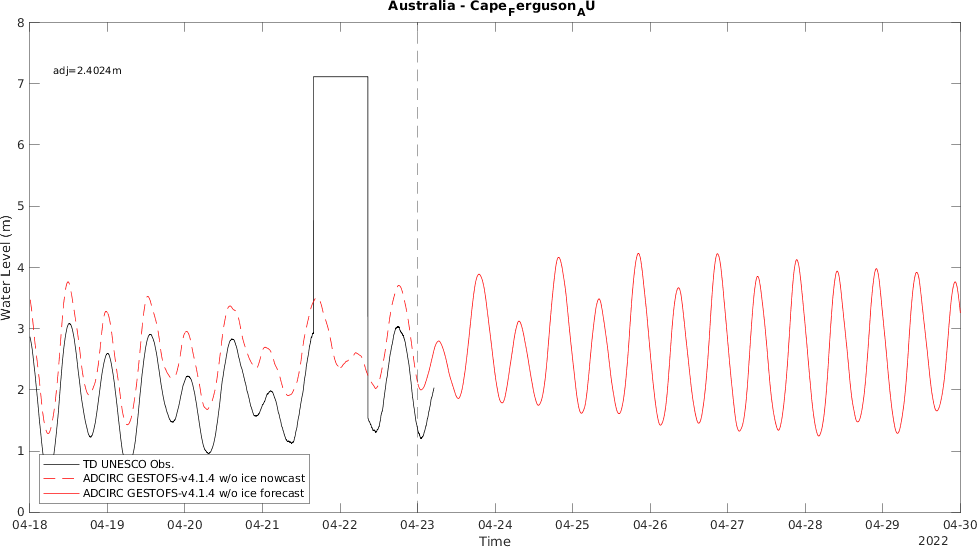 Australia - Cape_Ferguson_AU
8
adj=2.4024m
7
6
5
4
3
2
1
0
Water Level (m)
TD UNESCO Obs.
ADCIRC GESTOFS-v4.1.4 w/o ice nowcast
ADCIRC GESTOFS-v4.1.4 w/o ice forecast
04-18 04-19 04-20 04-21 04-22 04-23 04-24 04-25 04-26 04-27 04-28 04-29 04-30
Time
2022